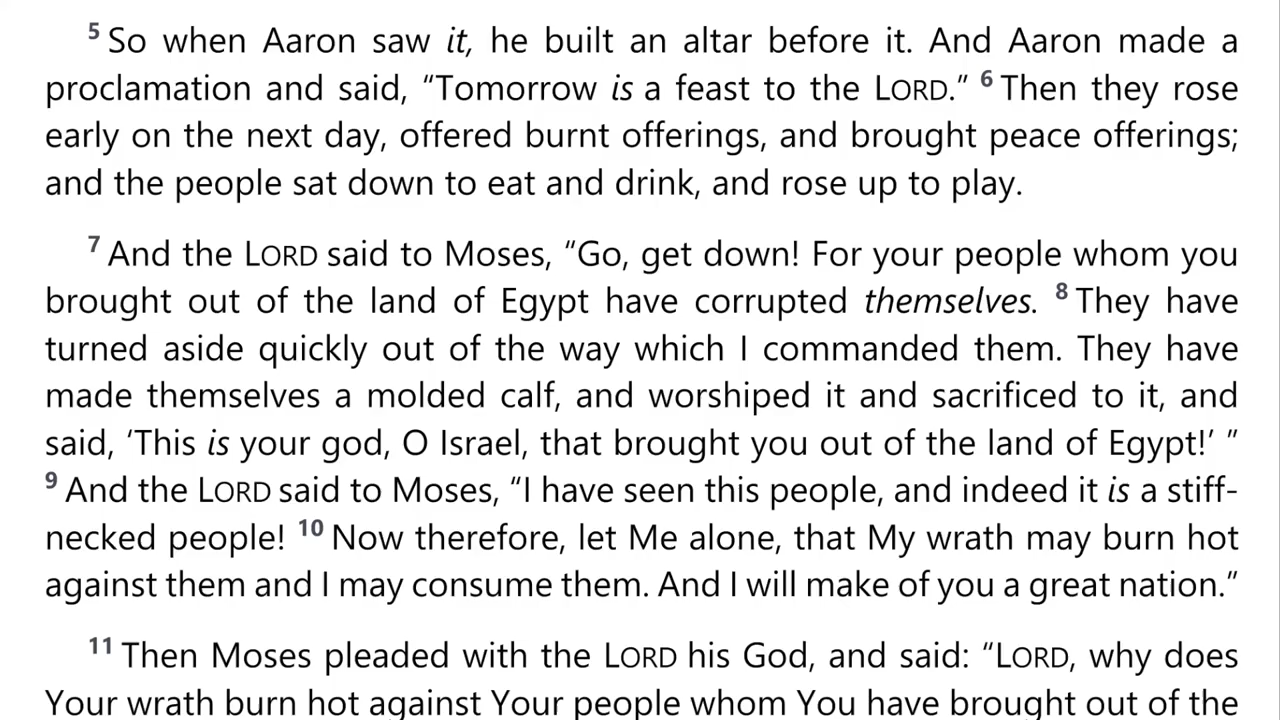 5 So when Aaron saw it, he built an altar before it. And Aaron made a
proclamation and said, “Tomorrow is a feast to the LORD.” 6 Then they rose
early on the next day, offered burnt offerings, and brought peace offerings;
and the people sat down to eat and drink, and rose up to play.
7 And the LORD said to Moses, “Go, get down! For your people whom you
brought out of the land of Egypt have corrupted themselves. 8 They have
turned aside quickly out of the way which I commanded them. They have
made themselves a molded calf, and worshiped it and sacrificed to it, and
said, ‘This is your god, O Israel, that brought you out of the land of Egypt!’ ”
9 And the LORD said to Moses, “I have seen this people, and indeed it is a stiff-
necked people! 10 Now therefore, let Me alone, that My wrath may burn hot
against them and I may consume them. And I will make of you a great nation.”
11 Then Moses pleaded with the LORD his God, and said: “LORD, why does
Your wrath burn hot against Your people whom You have brought out of the